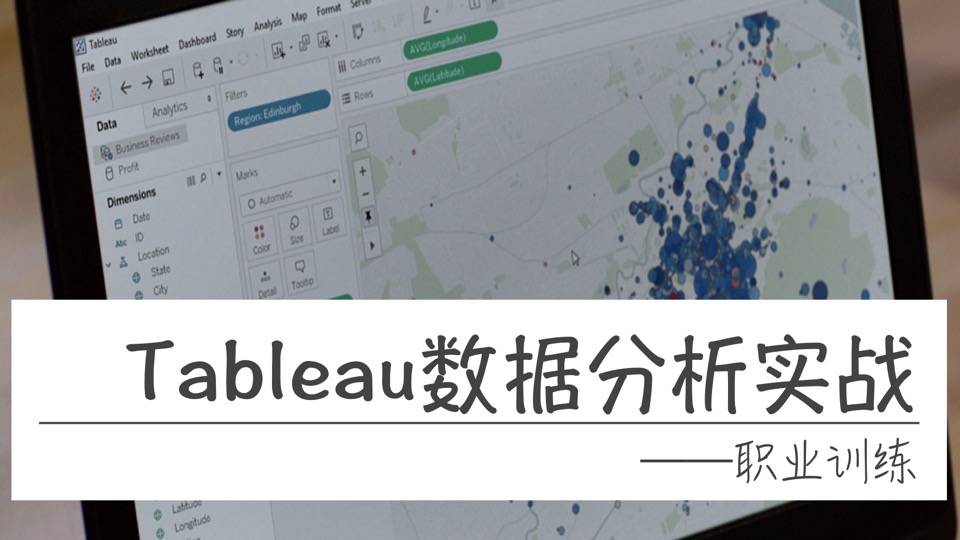 Tableau
File Data Worksheet Dashboard Story Analysis Map Format Server
Data
Analytics
Business Reviews
Profit
Dimensions
Date
Abc ID
Location
State
City
Filters
Region: Edinburgh
Marks
Automatic
Color
Size
Label
Detail
Tooltip
Columns
AVG(Longitude)
Rows
AVG(Latitude)
Tableau数据分析实战
——职业训练
Latitude
Longitude